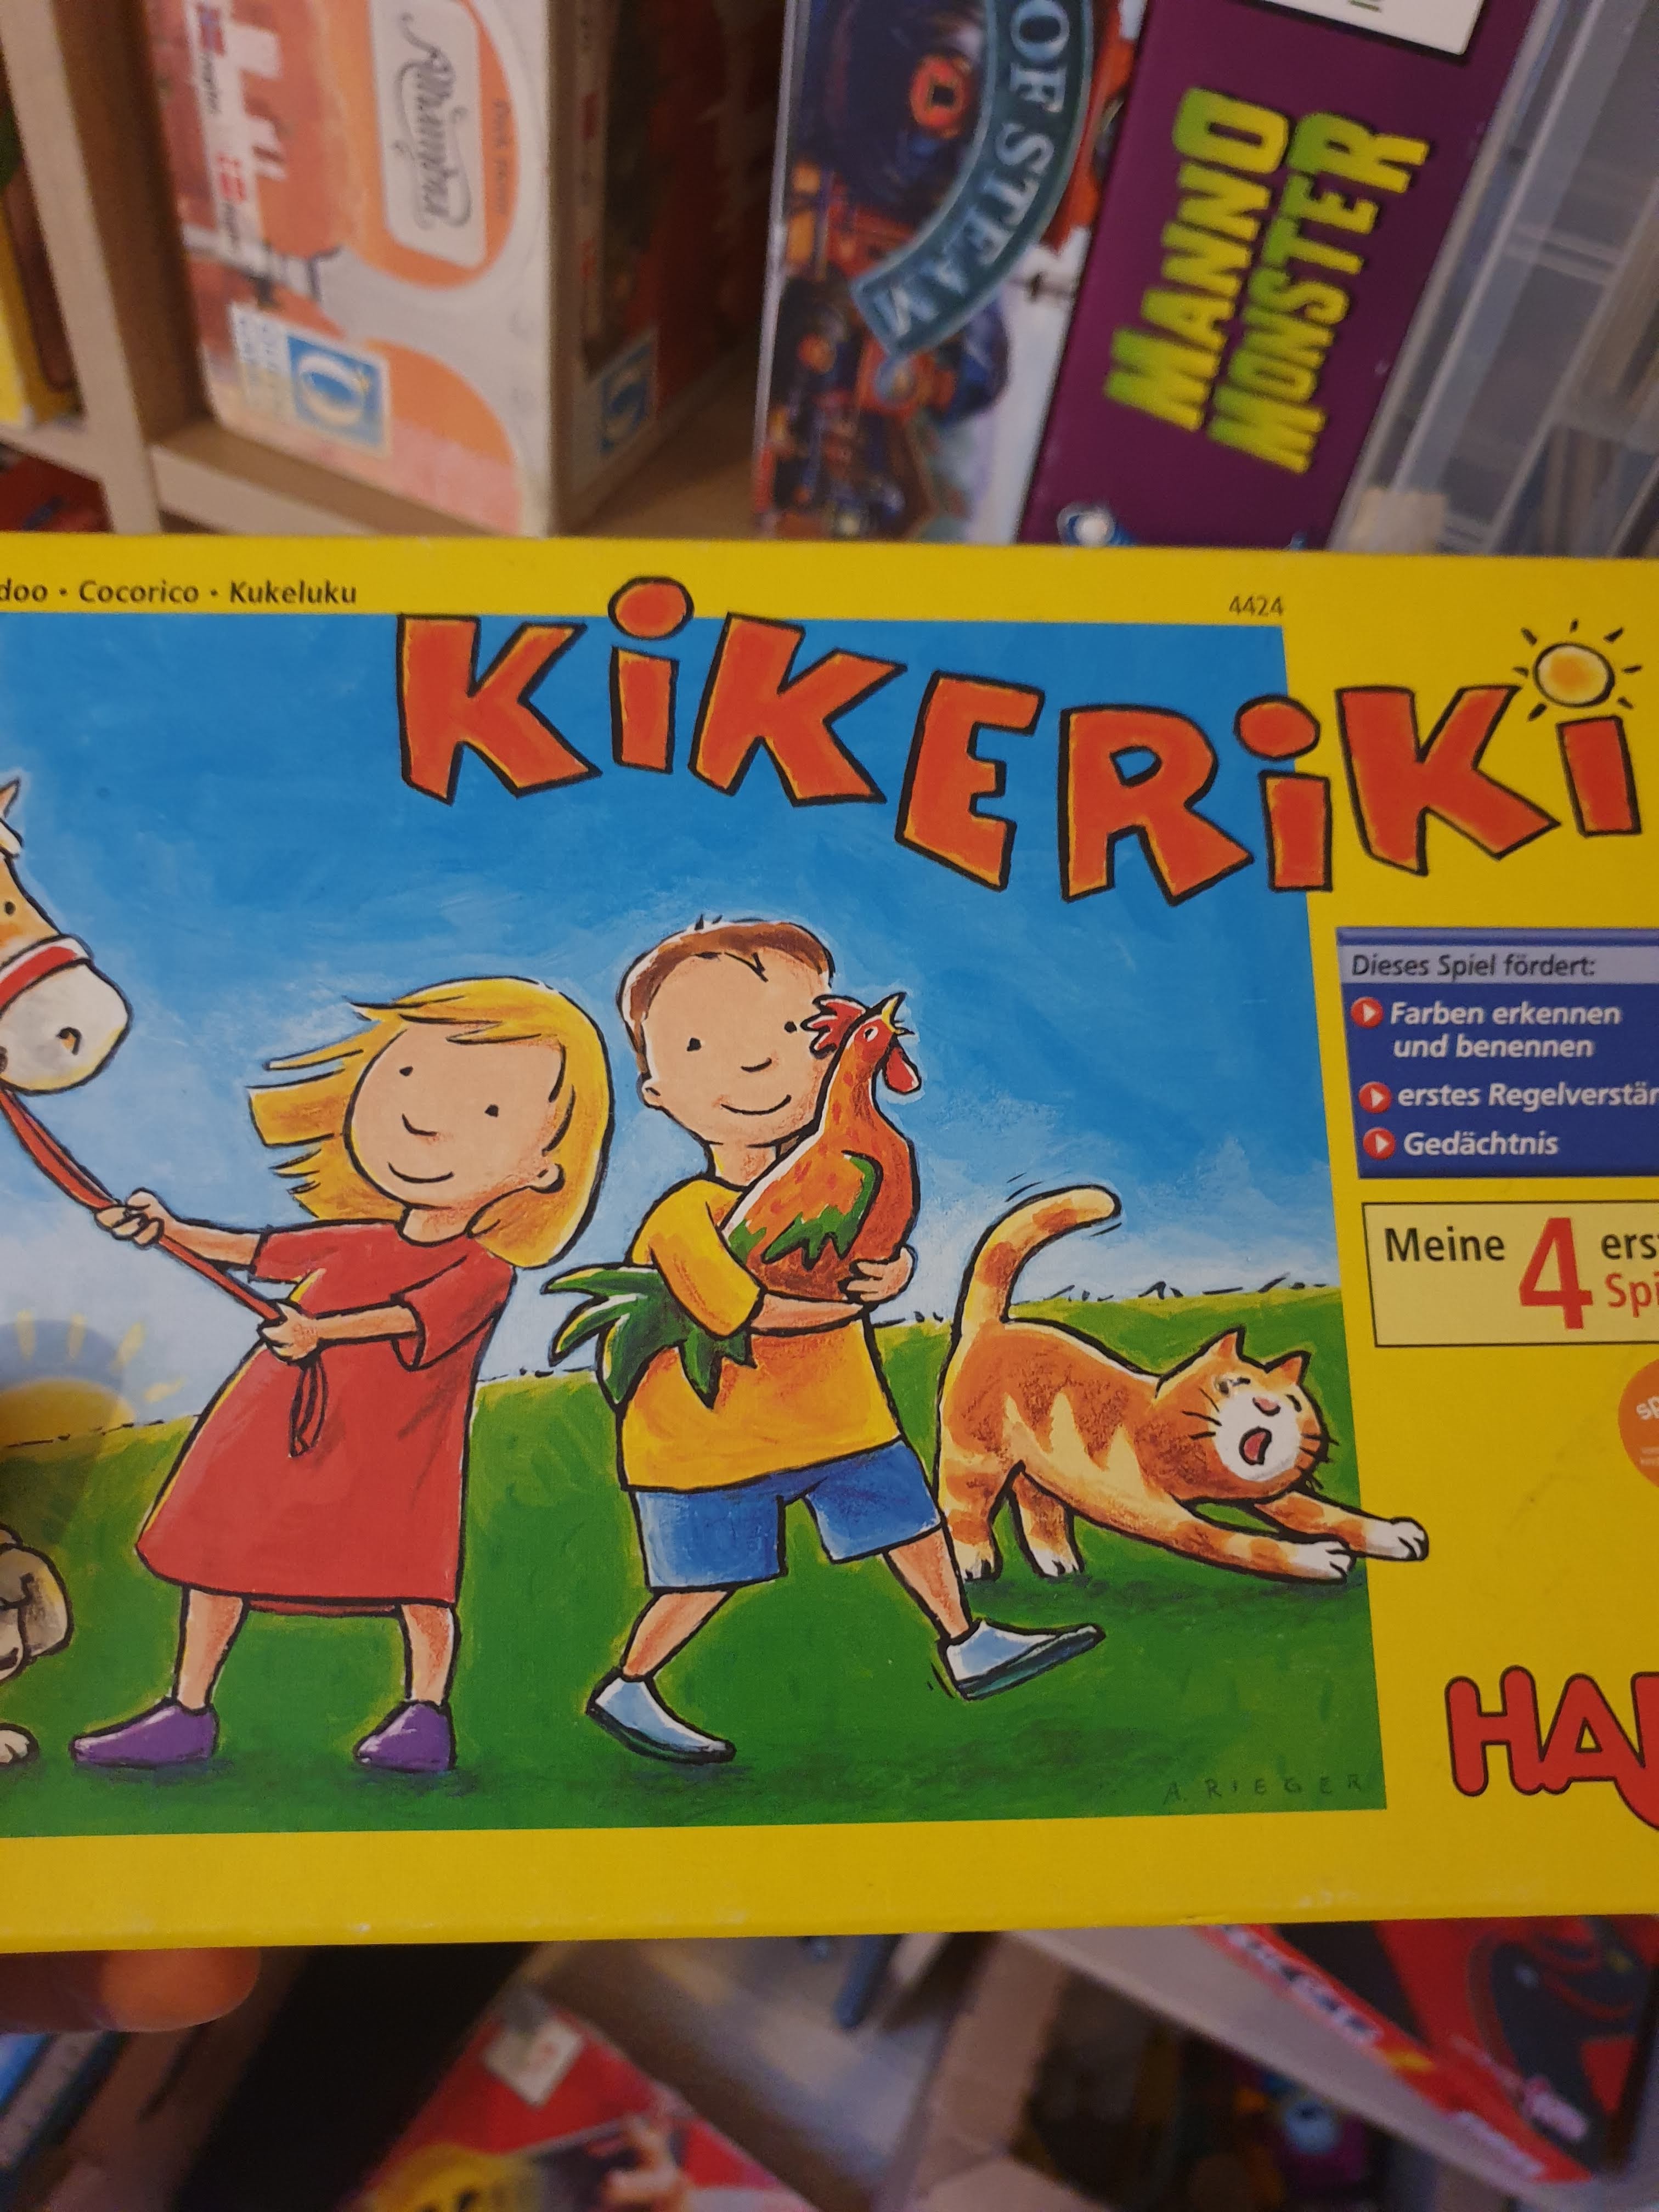 Alhambra
OF STEAM
MANNO
MONSTER
doo • Cocorico • Kukeluku
4424
KiKERiKi
Dieses Spiel fördert:
Farben erkennen
und benennen
erstes Regelverstän
Gedächtnis
Meine 4 ers
Spi
A. RIEGER
HA